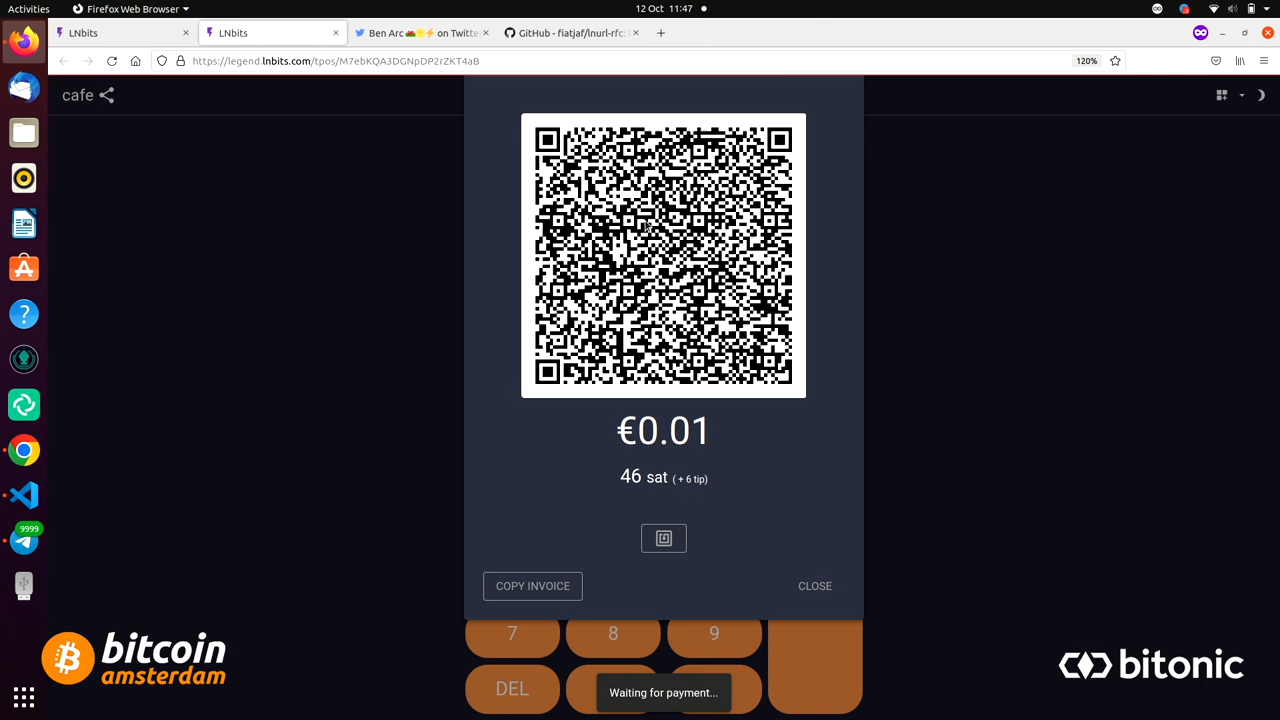 Activities
Firefox Web Browser
12 Oct 11:47
LNbits ×
LNbits ×
Ben Arc on Twitte ×
GitHub - fiatjaf/lnurl-rfc: ×
https://legend.lnbits.com/tpos/M7ebKQA3DGNpDP2rZKT4aB
120%
cafe
€0.01
46 sat ( + 6 tip)
COPY INVOICE
CLOSE
9999
7
8
9
DEL
Waiting for payment...
bitcoin
amsterdam
bitonic